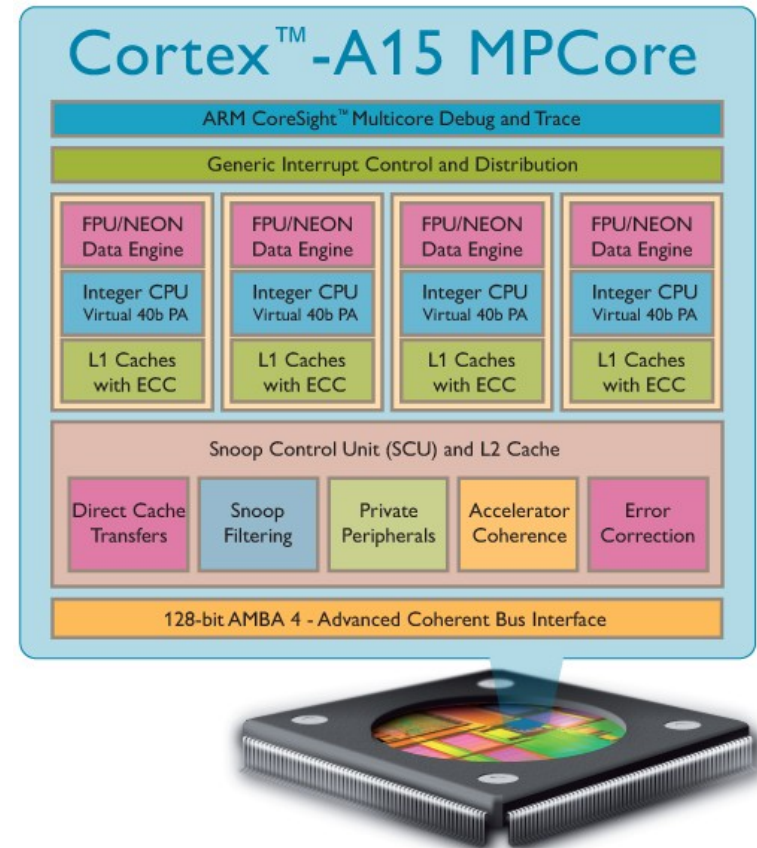 Cortex™-A15 MPCore
ARM CoreSight™ Multicore Debug and Trace
Generic Interrupt Control and Distribution
FPU/NEON
Data Engine
Integer CPU
Virtual 40b PA
L1 Caches
with ECC
FPU/NEON
Data Engine
Integer CPU
Virtual 40b PA
L1 Caches
with ECC
FPU/NEON
Data Engine
Integer CPU
Virtual 40b PA
L1 Caches
with ECC
FPU/NEON
Data Engine
Integer CPU
Virtual 40b PA
L1 Caches
with ECC
Snoop Control Unit (SCU) and L2 Cache
Direct Cache
Transfers
Snoop
Filtering
Private
Peripherals
Accelerator
Coherence
Error
Correction
128-bit AMBA 4 - Advanced Coherent Bus Interface